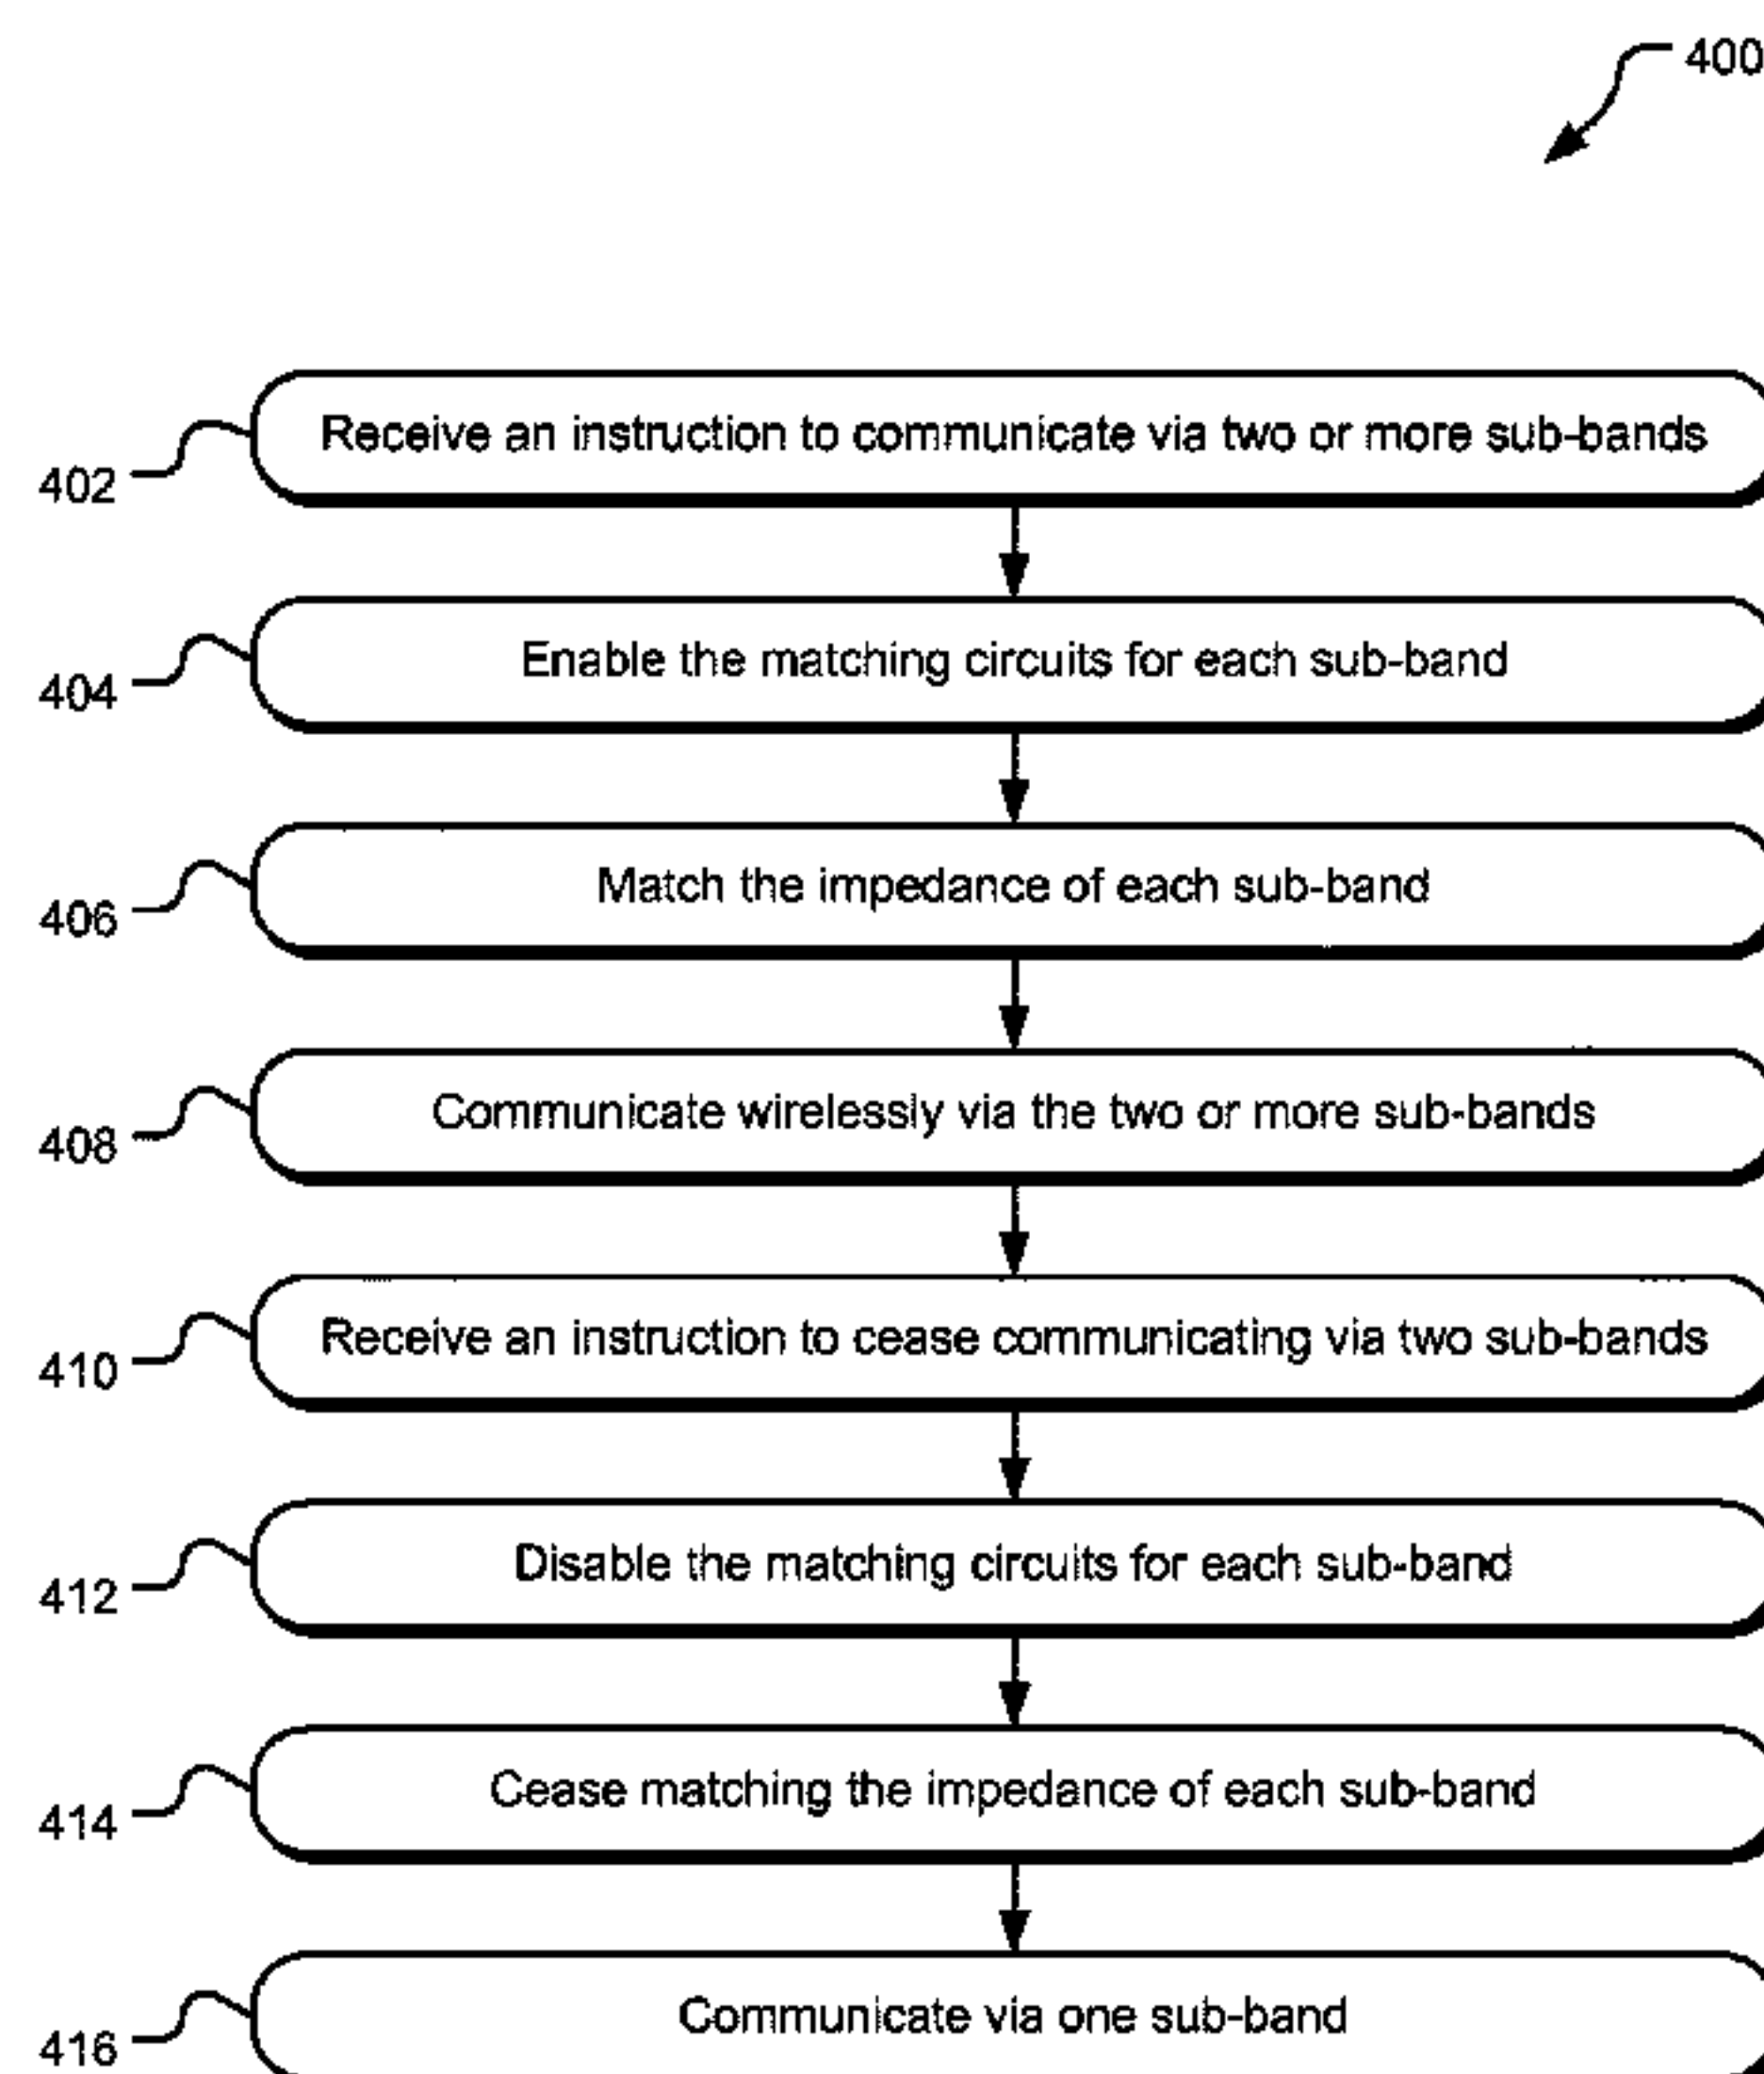 400
Receive an instruction to communicate via two or more sub-bands
402
Enable the matching circuits for each sub-band
404
Match the impedance of each sub-band
406
Communicate wirelessly via the two or more sub-bands
408
Receive an instruction to cease communicating via two sub-bands
410
Disable the matching circuits for each sub-band
412
Cease matching the impedance of each sub-band
414
Communicate via one sub-band
416